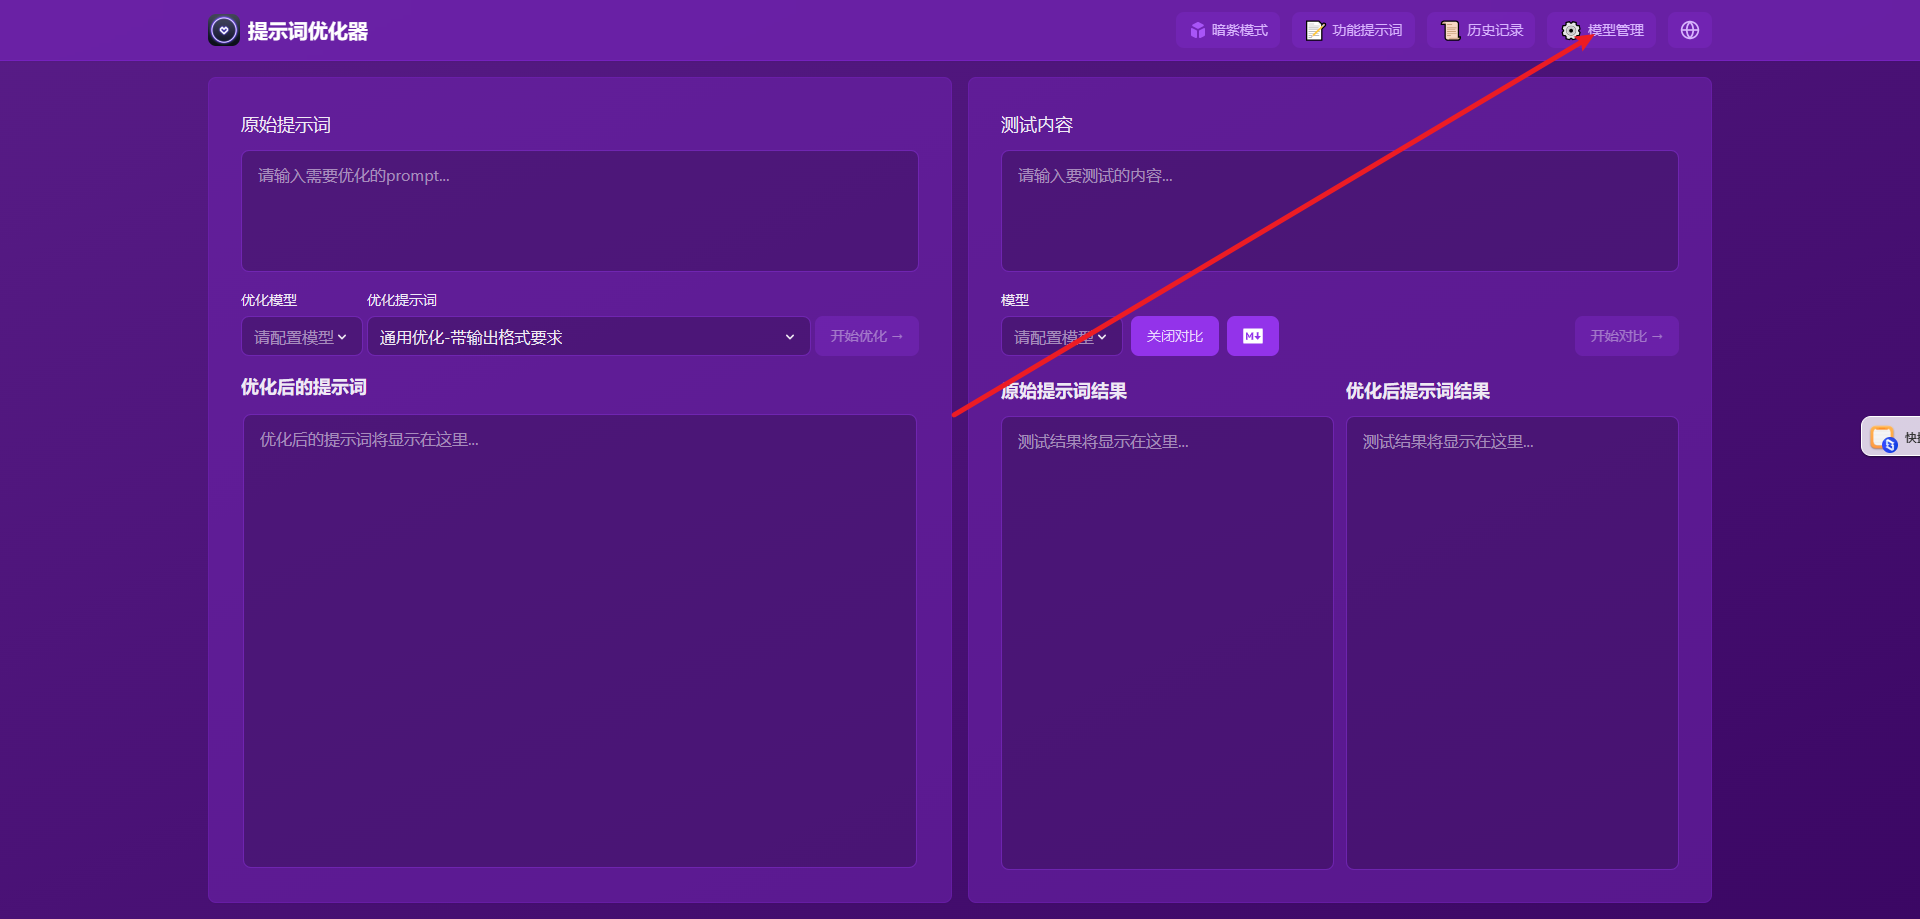 提示词优化器
暗紫模式
功能提示词
历史记录
模型管理
原始提示词
请输入需要优化的prompt...
优化模型
优化提示词
请配置模型
通用优化-带输出格式要求
开始优化 →
优化后的提示词
优化后的提示词将显示在这里...
测试内容
请输入要测试的内容...
模型
请配置模型
关闭对比
M↓
开始对比 →
原始提示词结果
优化后提示词结果
测试结果将显示在这里...
测试结果将显示在这里...
快